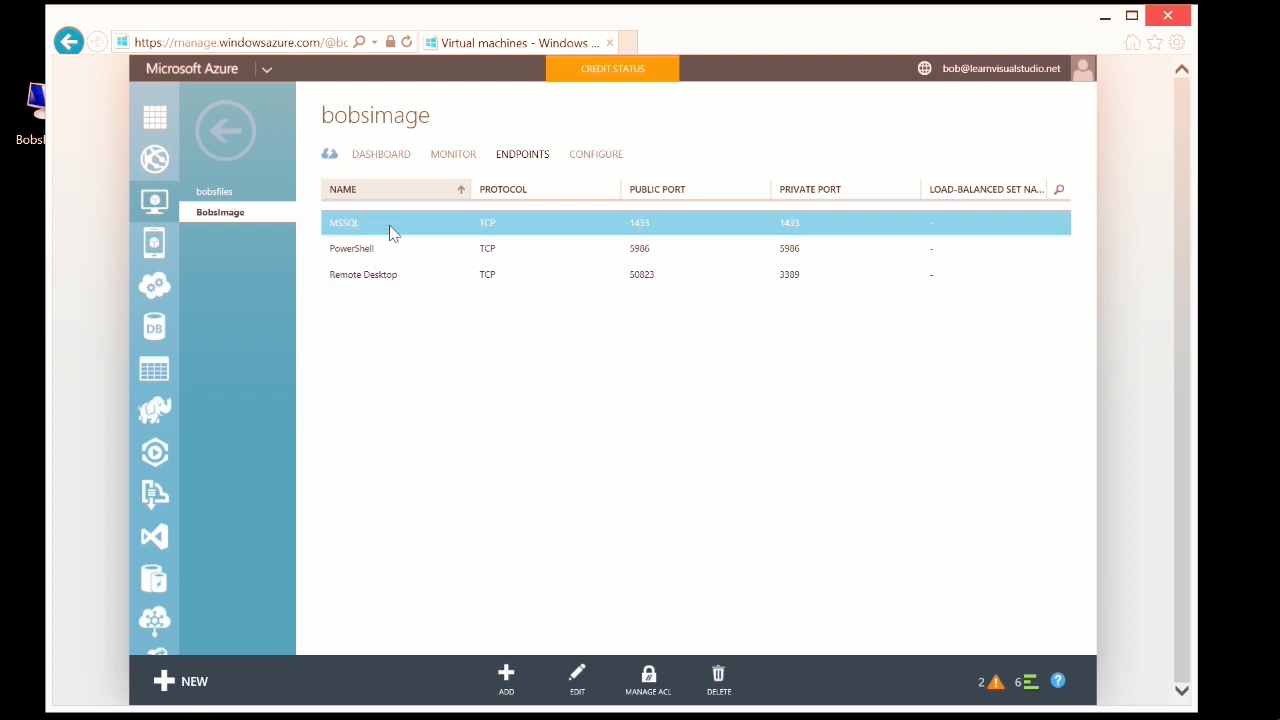 https://manage.windowsazure.com/@bc
Virtual machines - Windows ...
Microsoft Azure
CREDIT STATUS
bob@learnvisualstudio.net
bobsimage
DASHBOARD MONITOR ENDPOINTS CONFIGURE
bobsfiles
BobsImage
NAME PROTOCOL PUBLIC PORT PRIVATE PORT LOAD-BALANCED SET NA...
MSSQL TCP 1433 1433 -
PowerShell TCP 5986 5986 -
Remote Desktop TCP 50823 3389 -
DB
NEW
ADD EDIT MANAGE ACL DELETE
2 6 ?